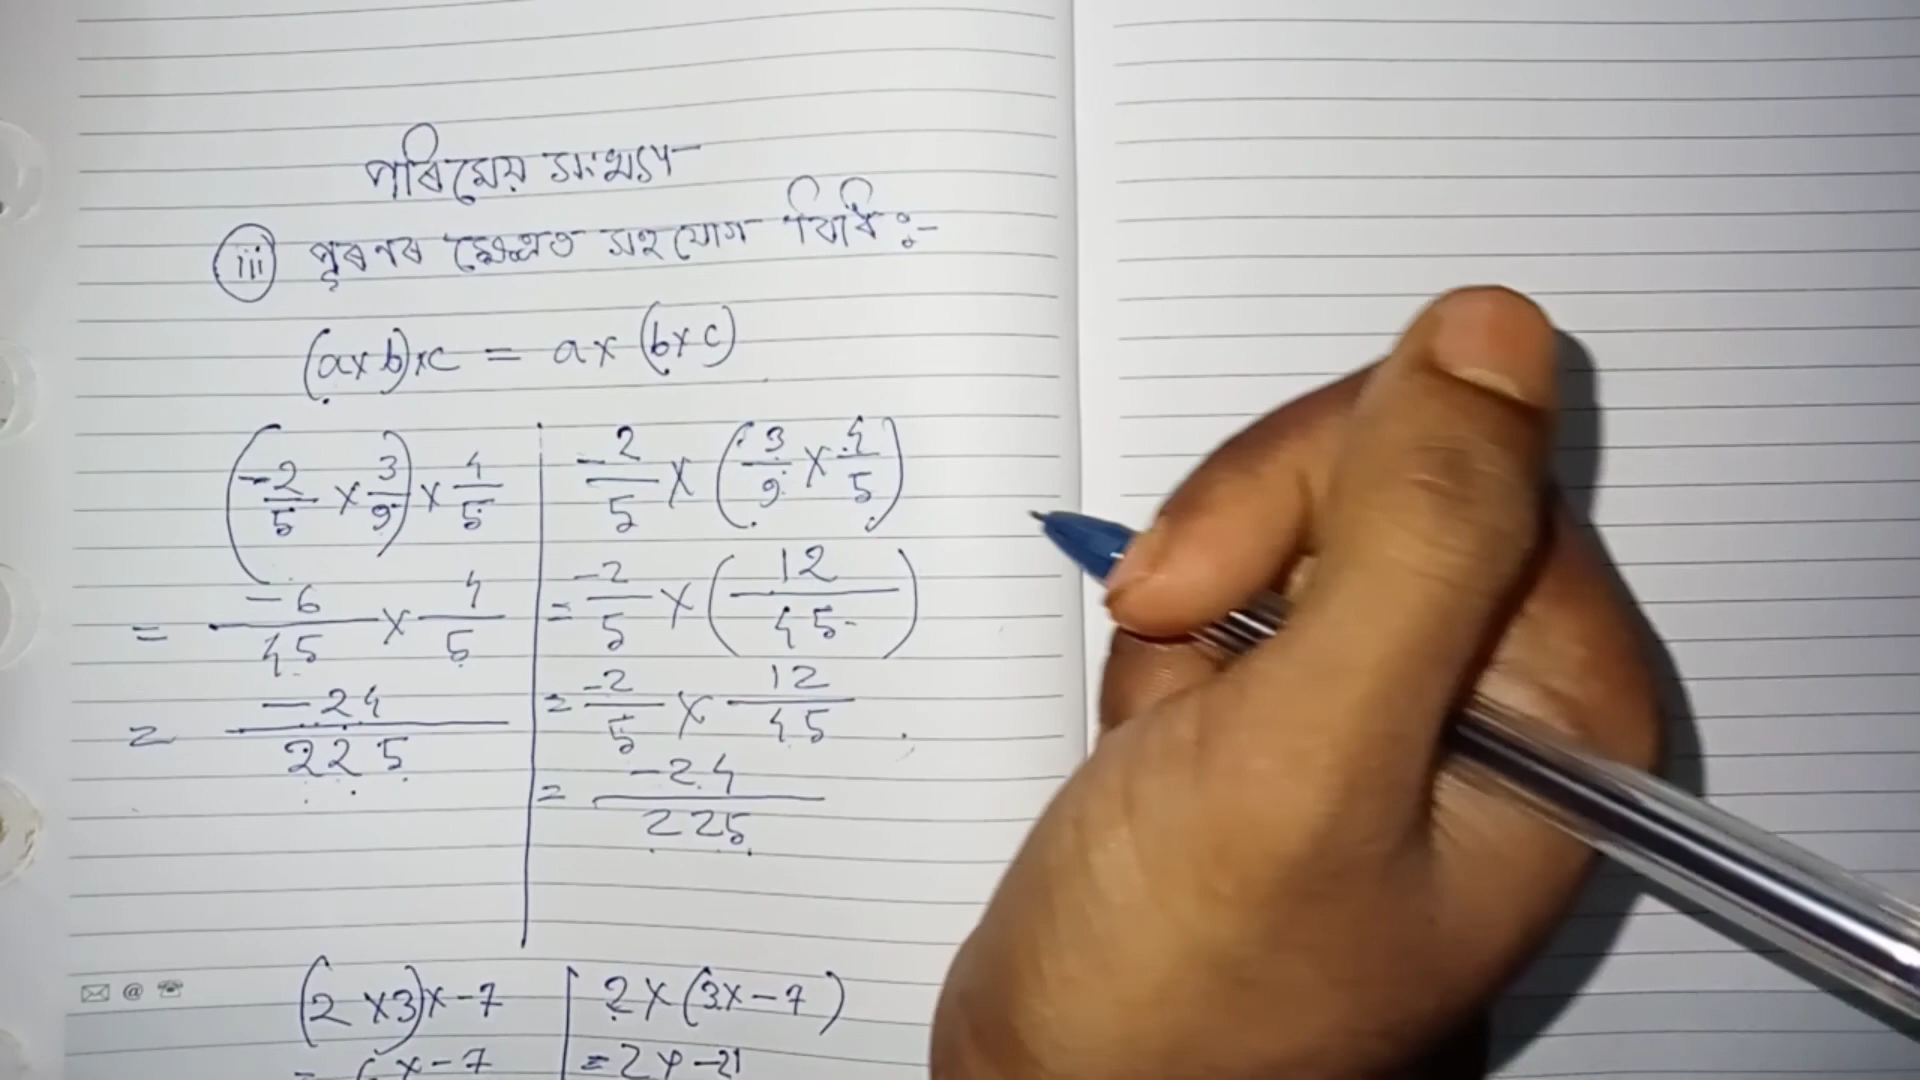 পৰিমেয় সংখ্যা
(iii) পূৰণৰ ক্ষেত্ৰত সহযোগ বিধি :-
(a×b)×c = a×(b×c)
(-2/5 × 3/9) × 4/5
= -6/45 × 4/5
= -24/225
-2/5 × (3/9 × 4/5)
= -2/5 × (12/45)
= -2/5 × 12/45
= -24/225
(2×3)×-7
= 6×-7
2×(3×-7)
= 2×-21